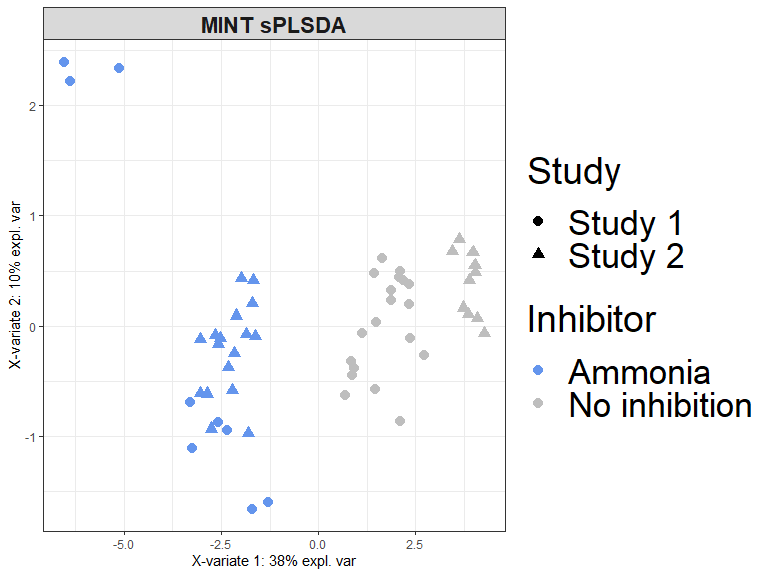 MINT sPLSDA
2
1
0
-1
-5.0
-2.5
0.0
2.5
X-variate 1: 38% expl. var
X-variate 2: 10% expl. var
Study
Study 1
Study 2
Inhibitor
Ammonia
No inhibition